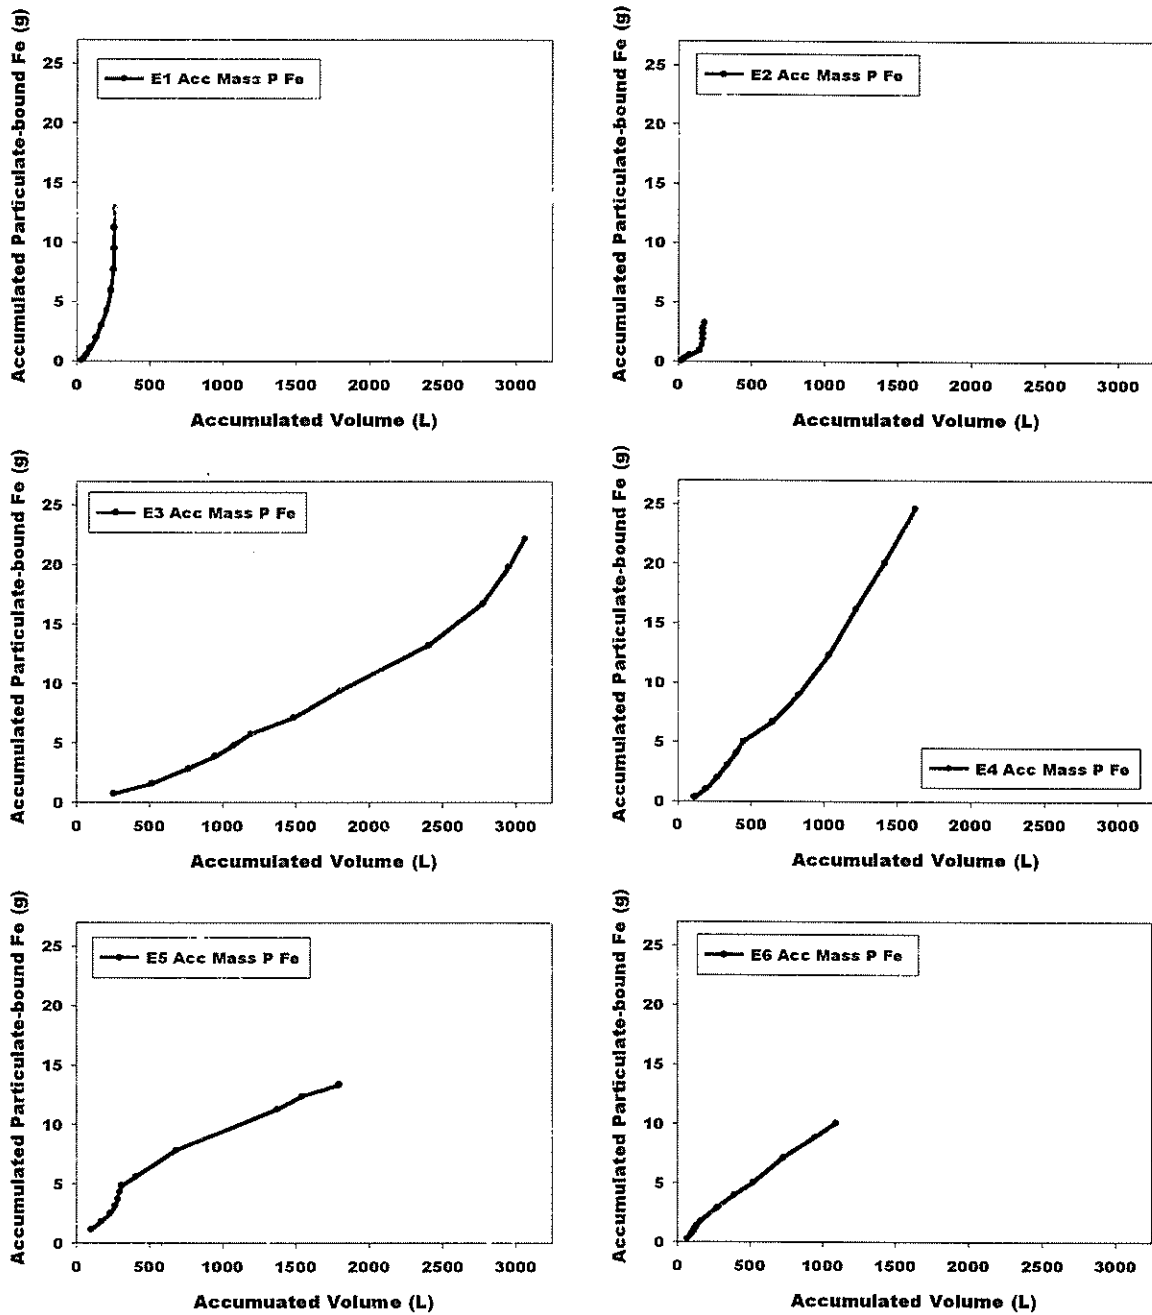 Accumulated Particulate-bound Fe (g)
25
20
15
10
5
0
E1 Acc Mass P Fe
0 500 1000 1500 2000 2500 3000
Accumulated Volume (L)
Accumulated Particulate-bound Fe (g)
25
20
15
10
5
0
E2 Acc Mass P Fe
0 500 1000 1500 2000 2500 3000
Accumulated Volume (L)
Accumulated Particulate-bound Fe (g)
25
20
15
10
5
0
E3 Acc Mass P Fe
0 500 1000 1500 2000 2500 3000
Accumulated Volume (L)
Accumulated Particulate-bound Fe (g)
25
20
15
10
5
0
E4 Acc Mass P Fe
0 500 1000 1500 2000 2500 3000
Accumulated Volume (L)
Accumulated Particulate-bound Fe (g)
25
20
15
10
5
0
E5 Acc Mass P Fe
0 500 1000 1500 2000 2500 3000
Accumuated Volume (L)
Accumulated Particulate-bound Fe (g)
25
20
15
10
5
0
E6 Acc Mass P Fe
0 500 1000 1500 2000 2500 3000
Accumulated Volume (L)